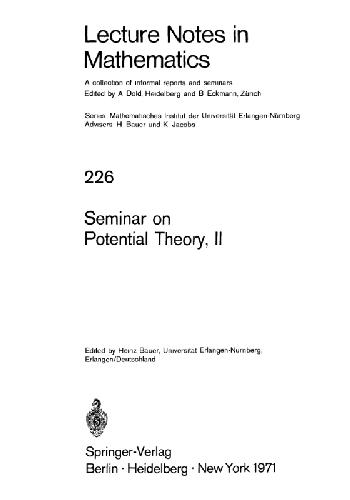 Lecture Notes in
Mathematics
A collection of informal reports and seminars
Edited by A. Dold, Heidelberg and B. Eckmann, Zürich
Series: Mathematisches Institut der Universität Erlangen-Nürnberg
Advisers: H. Bauer und K. Jacobs
226
Seminar on
Potential Theory, II
Edited by Heinz Bauer, Universität Erlangen-Nürnberg,
Erlangen/Deutschland
Springer-Verlag
Berlin · Heidelberg · New York 1971